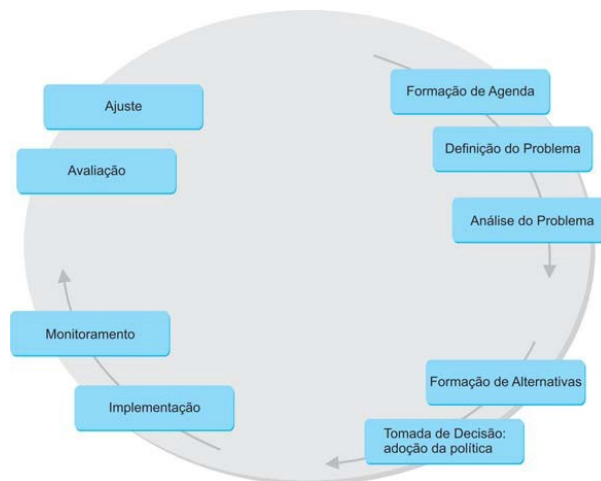 Formação de Agenda
Definição do Problema
Análise do Problema
Formação de Alternativas
Tomada de Decisão:
adoção da política
Implementação
Monitoramento
Avaliação
Ajuste